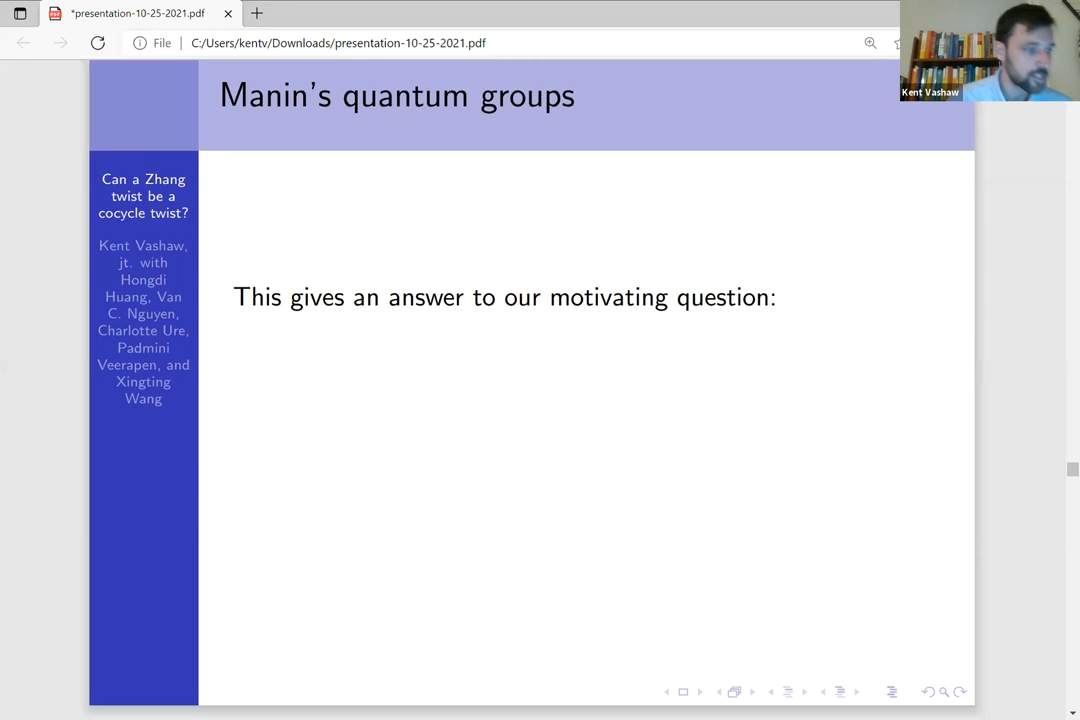 *presentation-10-25-2021.pdf
File
C:/Users/kentv/Downloads/presentation-10-25-2021.pdf
Kent Vashaw
Manin's quantum groups
Can a Zhang
twist be a
cocycle twist?
Kent Vashaw,
jt. with
Hongdi
Huang, Van
C. Nguyen,
Charlotte Ure,
Padmini
Veerapen, and
Xingting
Wang
This gives an answer to our motivating question: